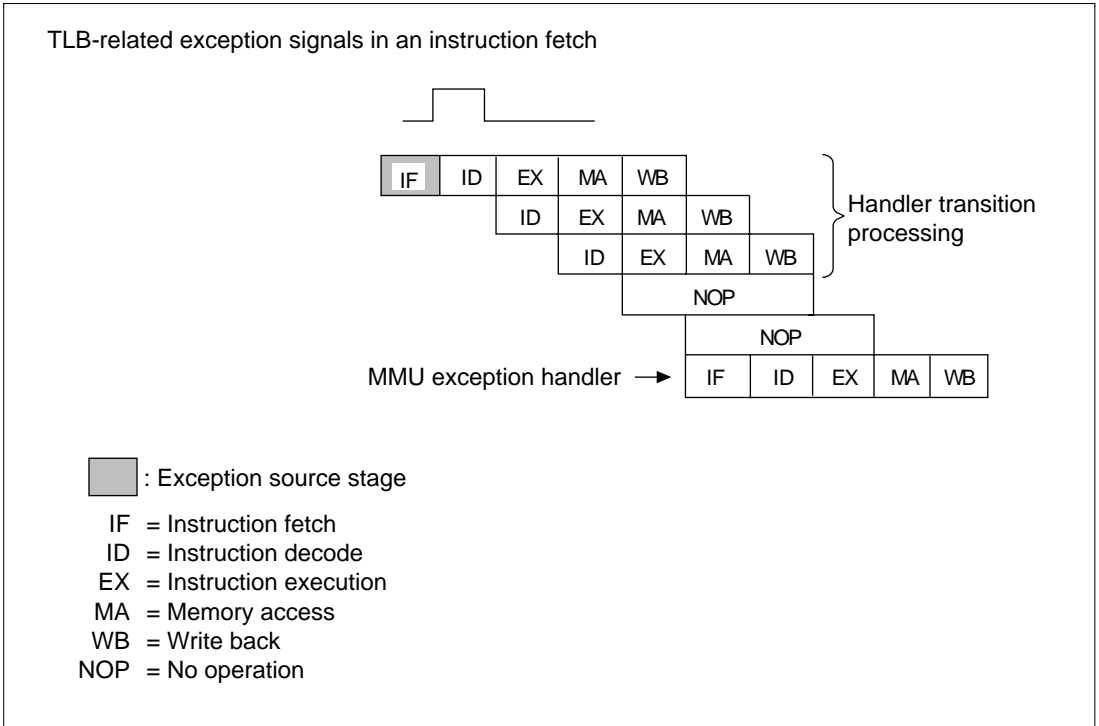 TLB-related exception signals in an instruction fetch
IF ID EX MA WB
ID EX MA WB
Handler transition
processing
ID EX MA WB
NOP
NOP
MMU exception handler
IF ID EX MA WB
: Exception source stage
IF = Instruction fetch
ID = Instruction decode
EX = Instruction execution
MA = Memory access
WB = Write back
NOP = No operation